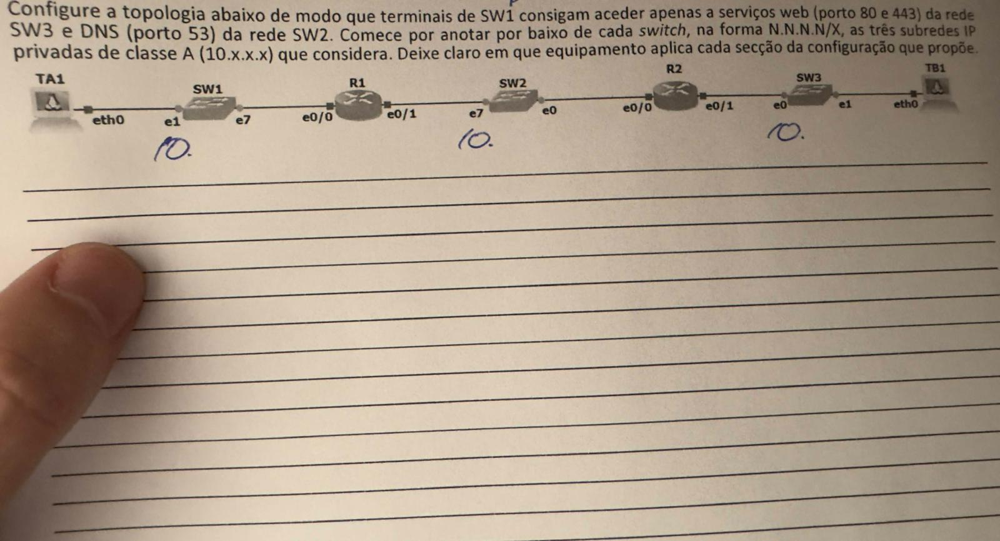 Configure a topologia abaixo de modo que terminais de SW1 consigam aceder apenas a serviços web (porto 80 e 443) da rede
SW3 e DNS (porto 53) da rede SW2. Comece por anotar por baixo de cada switch, na forma N.N.N.N/X, as três subredes IP
privadas de classe A (10.x.x.x) que considera. Deixe claro em que equipamento aplica cada secção da configuração que propõe.
TA1 SW1 R1 SW2 R2 SW3 TB1
eth0 e1 e7 e0/0 e0/1 e7 e0 e0/0 e0/1 e0 e1 eth0
10. 10. 10.